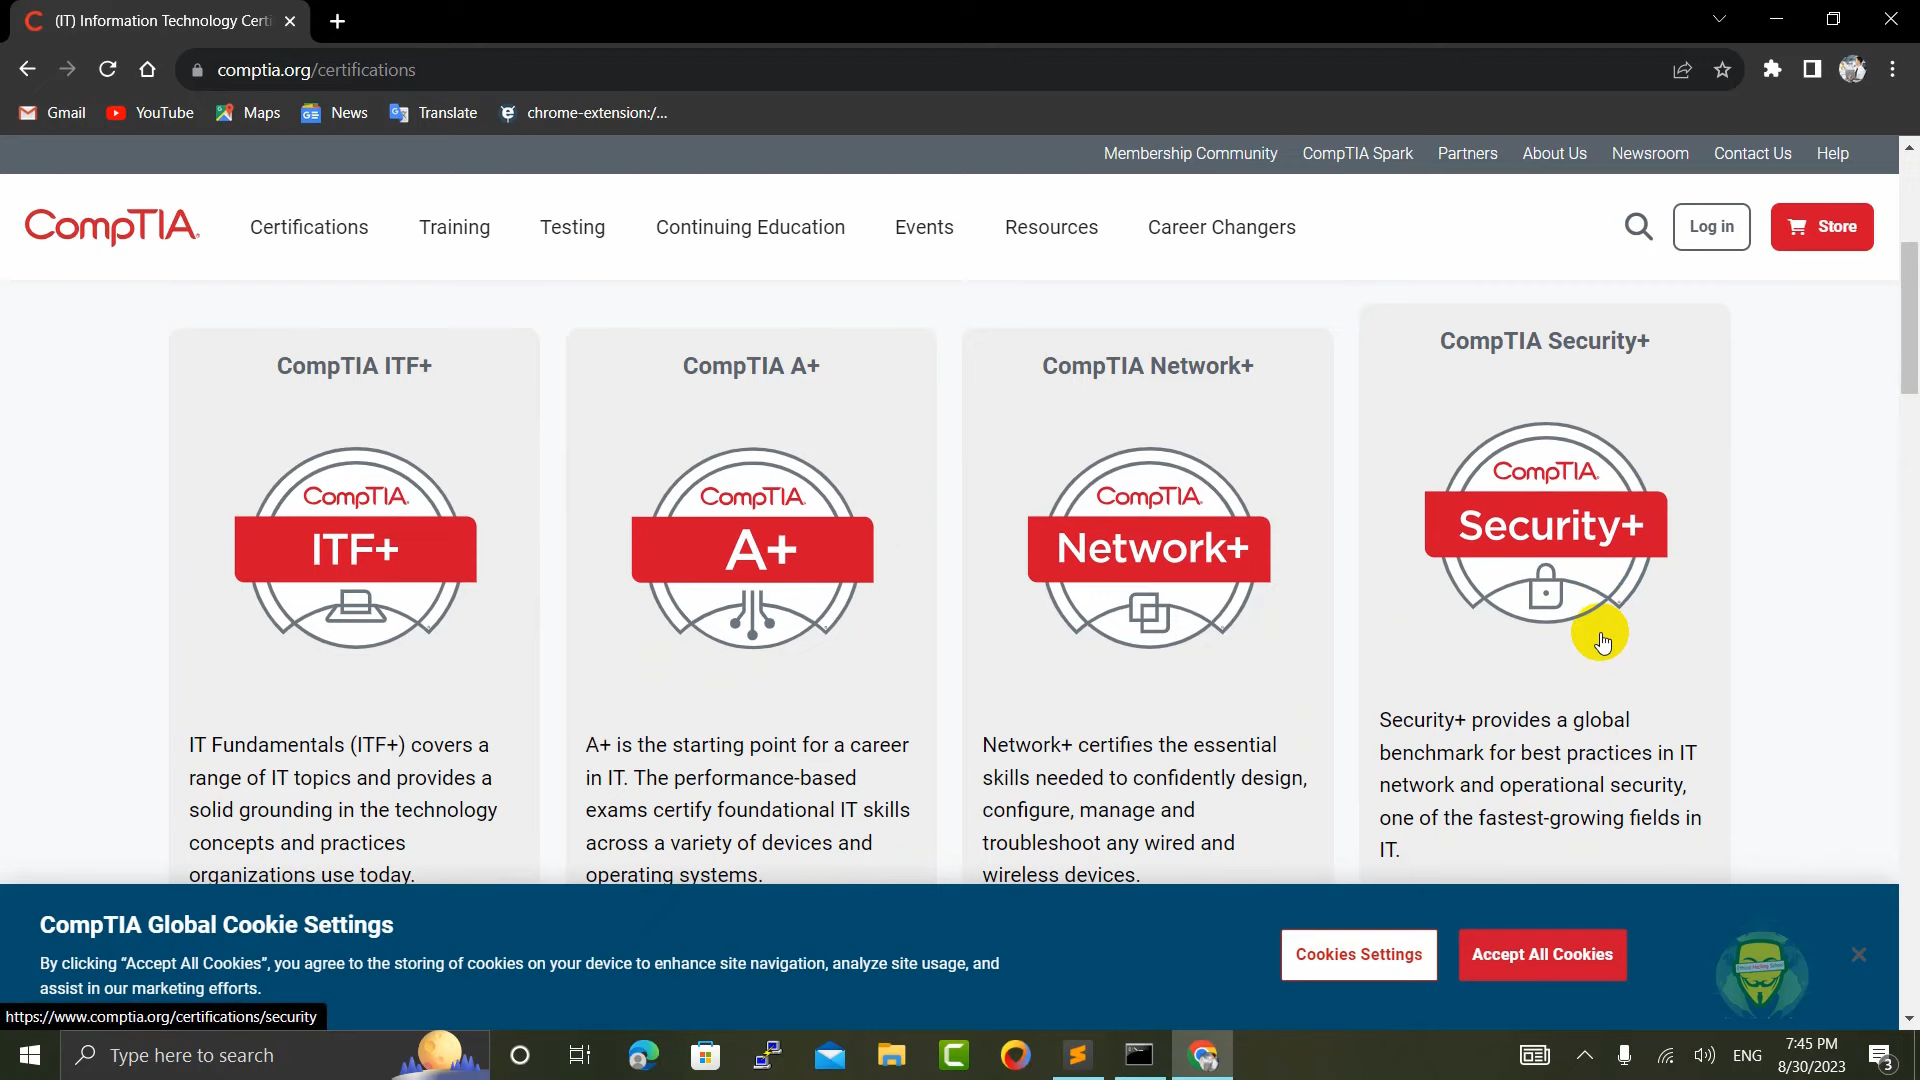 (IT) Information Technology Certi
comptia.org/certifications
Gmail
YouTube
Maps
News
Translate
chrome-extension:/...
Membership Community
CompTIA Spark
Partners
About Us
Newsroom
Contact Us
Help
CompTIA.
Certifications
Training
Testing
Continuing Education
Events
Resources
Career Changers
Log in
Store
CompTIA ITF+
CompTIA.
ITF+
IT Fundamentals (ITF+) covers a
range of IT topics and provides a
solid grounding in the technology
concepts and practices
organizations use today.
CompTIA A+
CompTIA.
A+
A+ is the starting point for a career
in IT. The performance-based
exams certify foundational IT skills
across a variety of devices and
operating systems.
CompTIA Network+
CompTIA.
Network+
Network+ certifies the essential
skills needed to confidently design,
configure, manage and
troubleshoot any wired and
wireless devices.
CompTIA Security+
CompTIA.
Security+
Security+ provides a global
benchmark for best practices in IT
network and operational security,
one of the fastest-growing fields in
IT.
CompTIA Global Cookie Settings
By clicking “Accept All Cookies”, you agree to the storing of cookies on your device to enhance site navigation, analyze site usage, and
assist in our marketing efforts.
Cookies Settings
Accept All Cookies
https://www.comptia.org/certifications/security
Type here to search
ENG
7:45 PM
8/30/2023
3